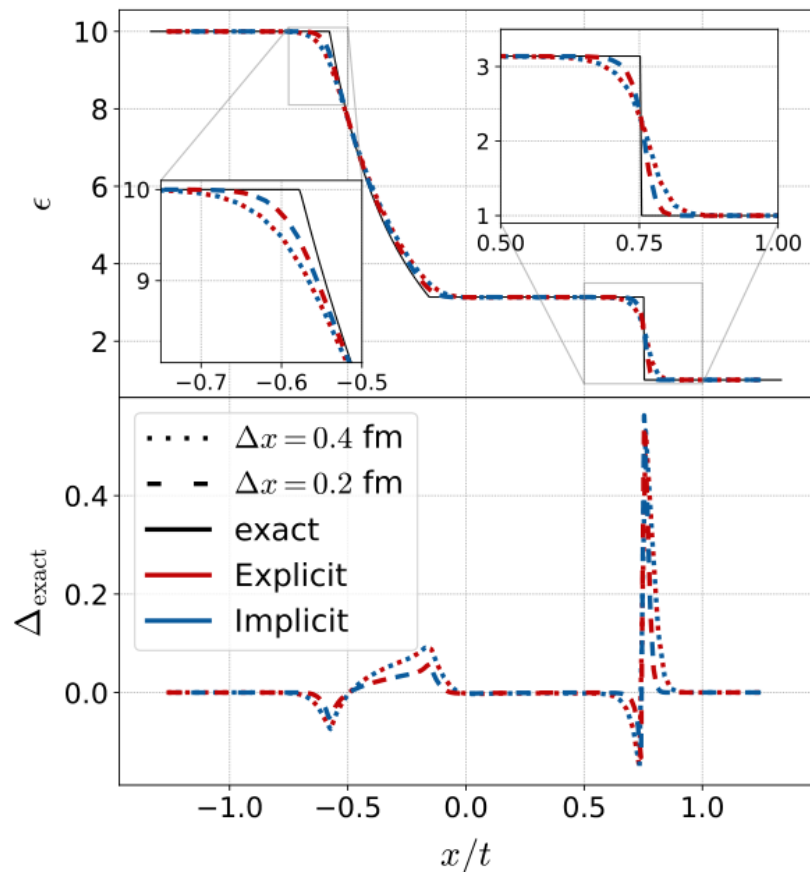 10
8
6
4
2
ϵ
10
9
−0.7 −0.6 −0.5
3
2
1
0.50 0.75 1.00
Δx = 0.4 fm
Δx = 0.2 fm
exact
Explicit
Implicit
0.4
0.2
0.0
Δexact
−1.0 −0.5 0.0 0.5 1.0
x/t